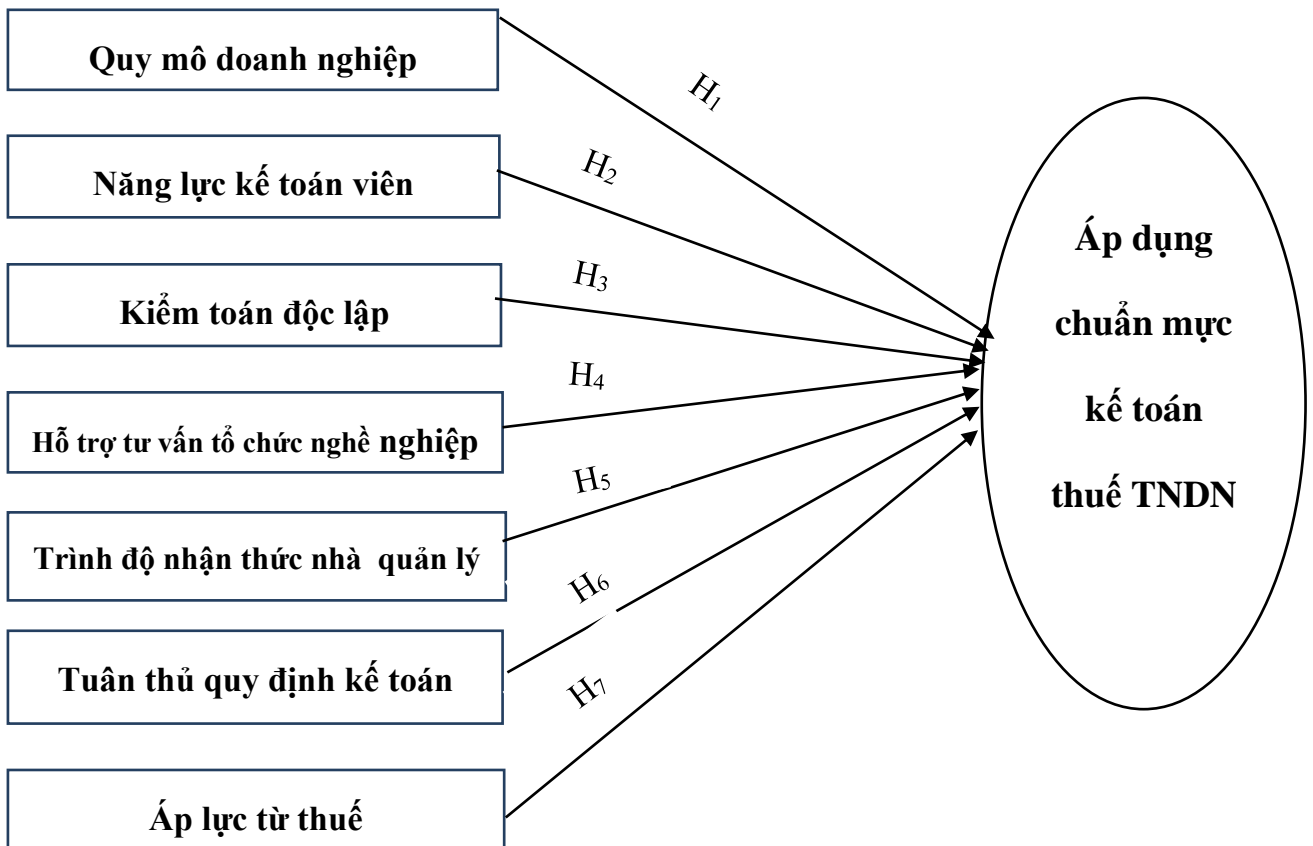 Quy mô doanh nghiệp
H1
Năng lực kế toán viên
H2
Kiểm toán độc lập
H3
Hỗ trợ tư vấn tổ chức nghề nghiệp
H4
Trình độ nhận thức nhà quản lý
H5
Tuân thủ quy định kế toán
H6
Áp lực từ thuế
H7
Áp dụng
chuẩn mực
kế toán
thuế TNDN